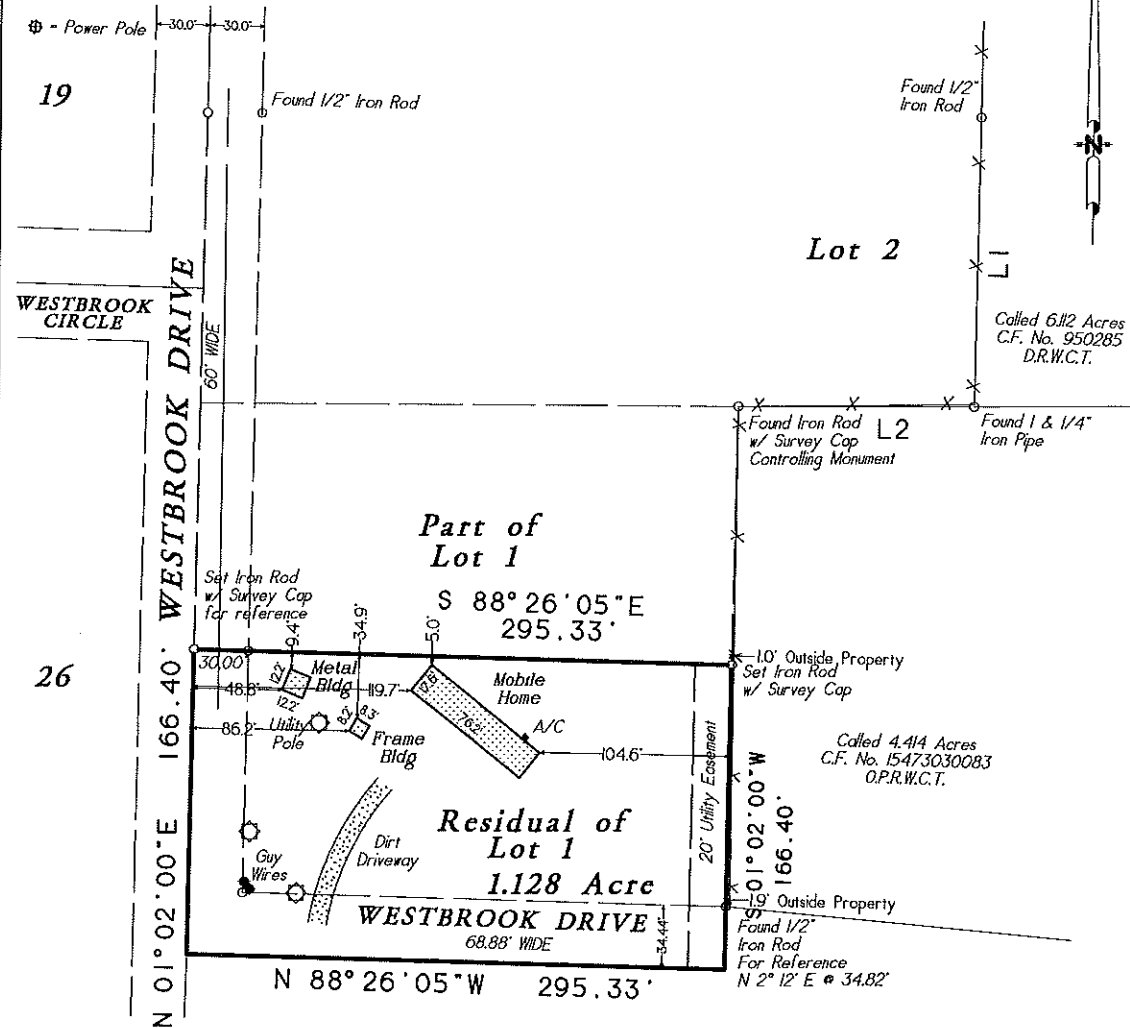 - Power Pole
30.0'
30.0'
19
Found 1/2" Iron Rod
Found 1/2"
Iron Rod
N
Lot 2
L1
WESTBROOK
CIRCLE
WESTBROOK DRIVE
60' WIDE
Called 6.112 Acres
C.F. No. 950285
D.R.W.C.T.
Found Iron Rod
w/ Survey Cap
Controlling Monument
L2
Found 1 & 1/4"
Iron Pipe
Part of
Lot 1
S 88° 26' 05"E
295.33'
Set Iron Rod
w/ Survey Cap
for reference
9.4'
34.9'
5.0'
26
30.00'
Metal
Bldg
12.2'
12.2'
48.8'
119.7'
Mobile
Home
76.2'
A/C
1.0' Outside Property
Set Iron Rod
w/ Survey Cap
86.2'
Utility
Pole
8.2'
8.3'
Frame
Bldg
104.6'
20' Utility Easement
Called 4.414 Acres
C.F. No. 15473030083
O.P.R.W.C.T.
N 01° 02' 00"E 166.40'
S 01° 02' 00"W
166.40'
Guy
Wires
Dirt
Driveway
Residual of
Lot 1
1.128 Acre
WESTBROOK DRIVE
68.88' WIDE
34.44'
1.9' Outside Property
Found 1/2"
Iron Rod
For Reference
N 2° 12' E @ 34.82'
N 88° 26' 05"W 295.33'